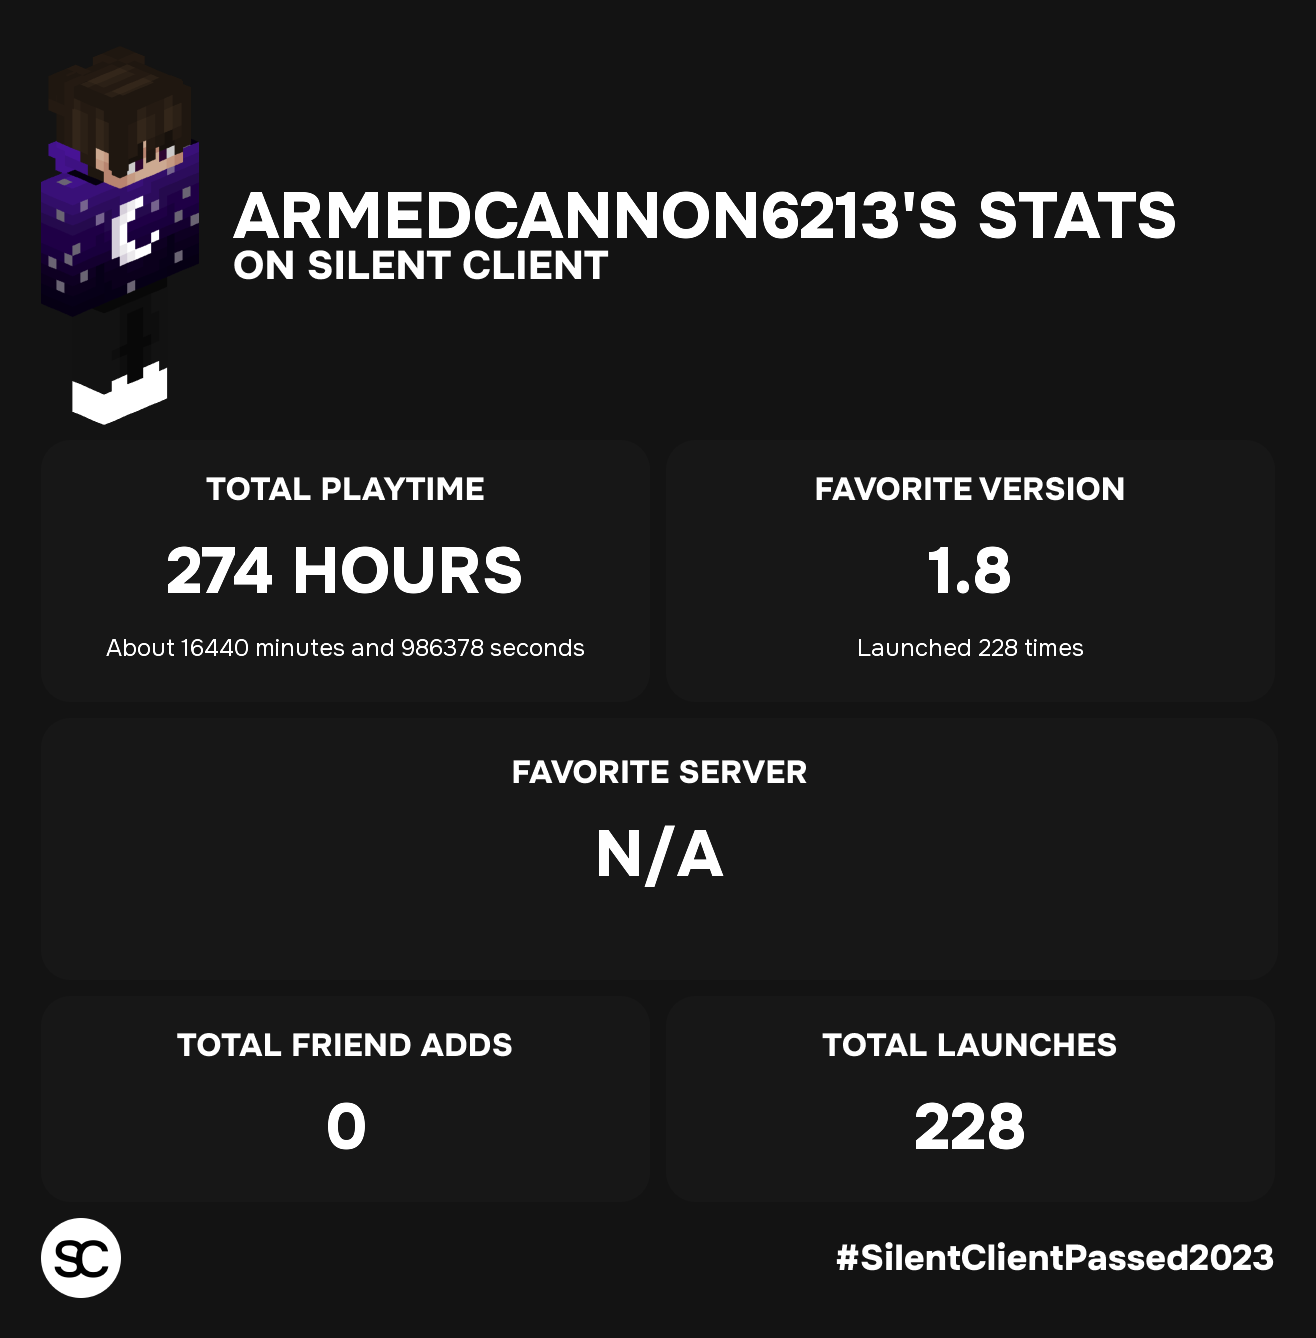 ARMEDCANNON6213'S STATS
ON SILENT CLIENT
TOTAL PLAYTIME
274 HOURS
About 16440 minutes and 986378 seconds
FAVORITE VERSION
1.8
Launched 228 times
FAVORITE SERVER
N/A
TOTAL FRIEND ADDS
0
TOTAL LAUNCHES
228
SC
#SilentClientPassed2023